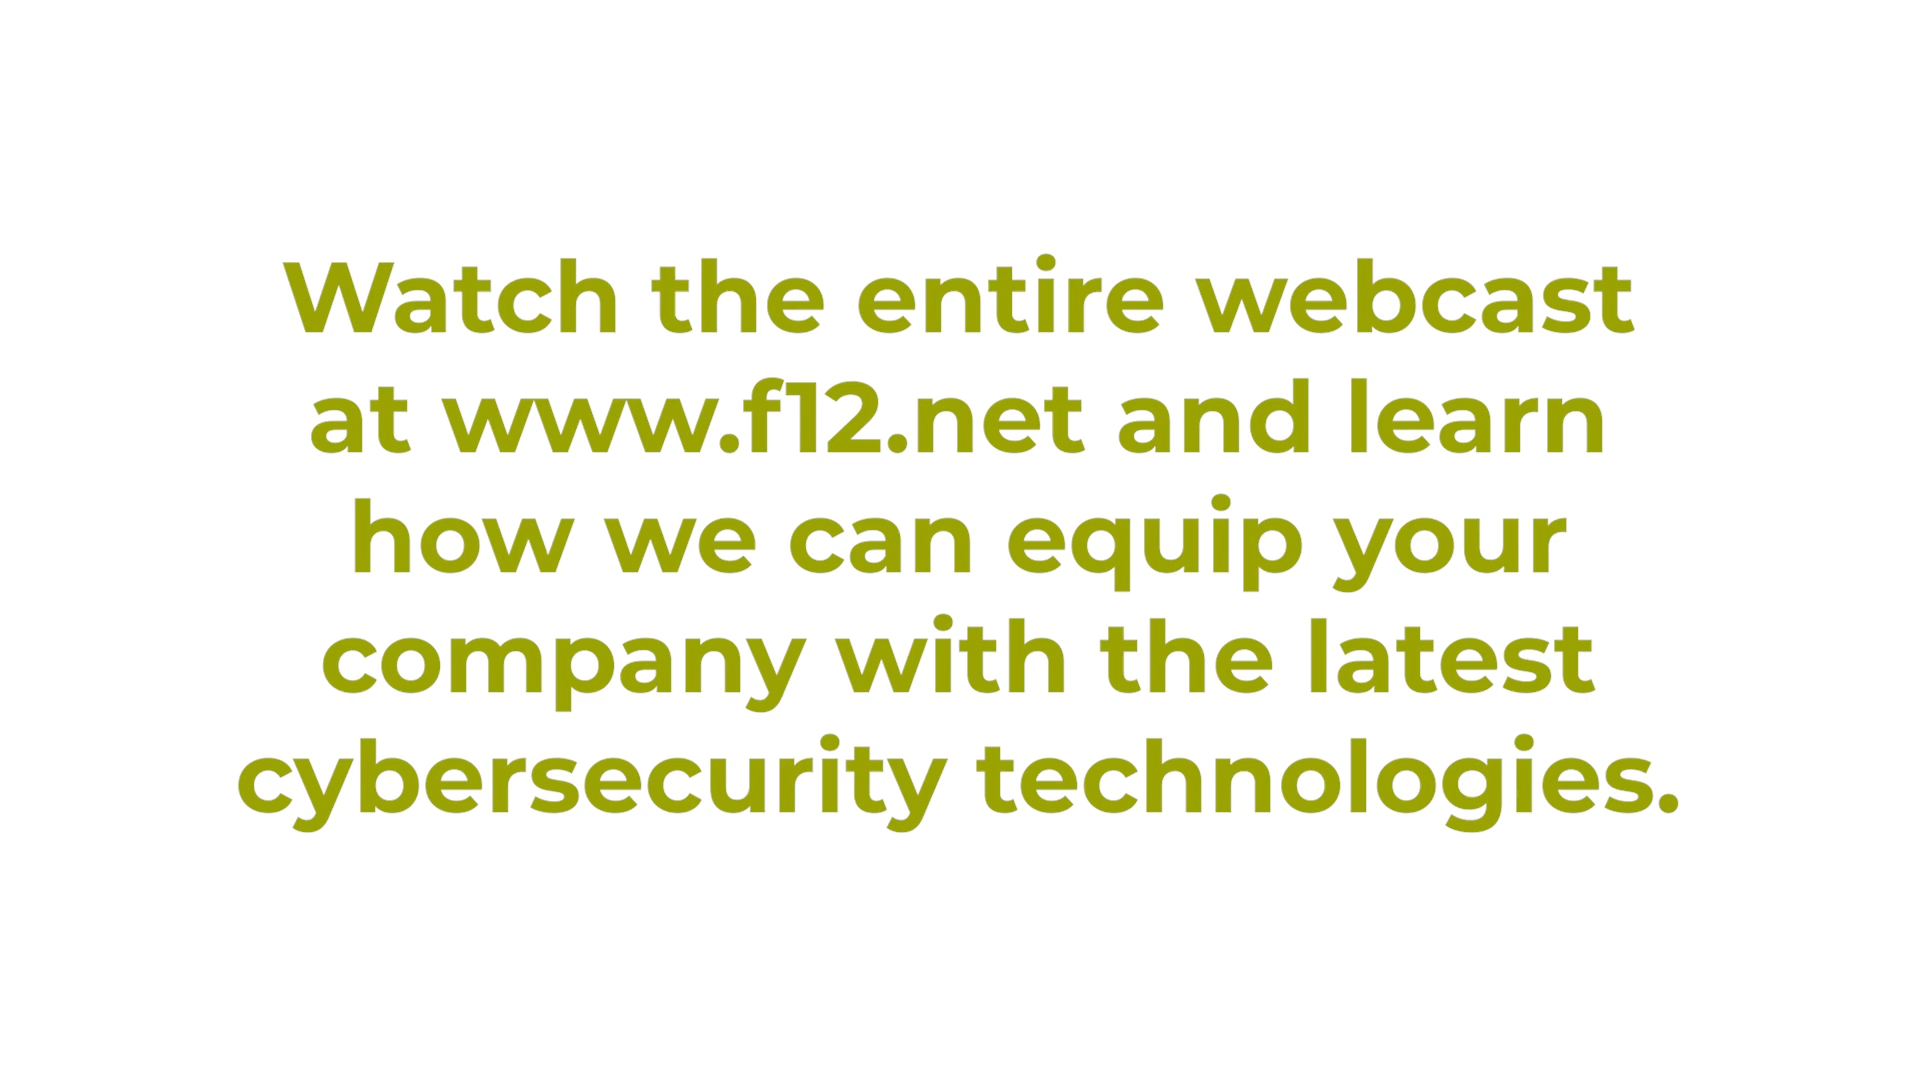 Watch the entire webcast
at www.f12.net and learn
how we can equip your
company with the latest
cybersecurity technologies.